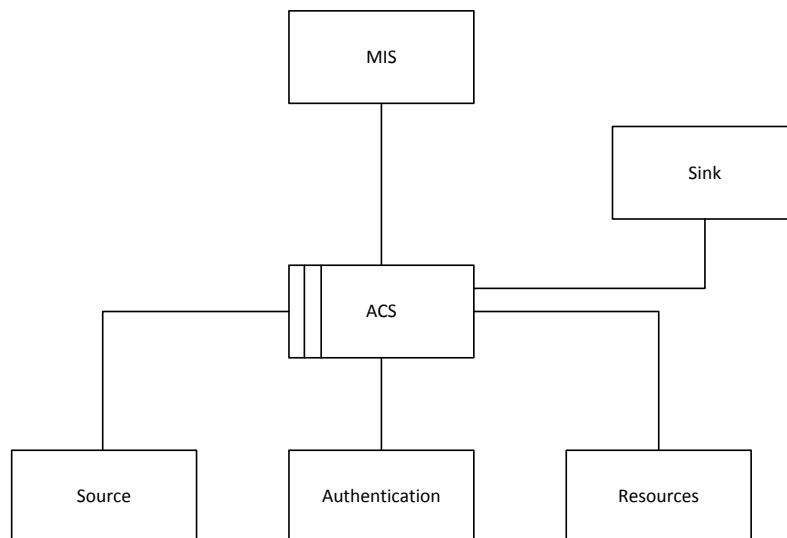 MIS
Sink
ACS
Source
Authentication
Resources